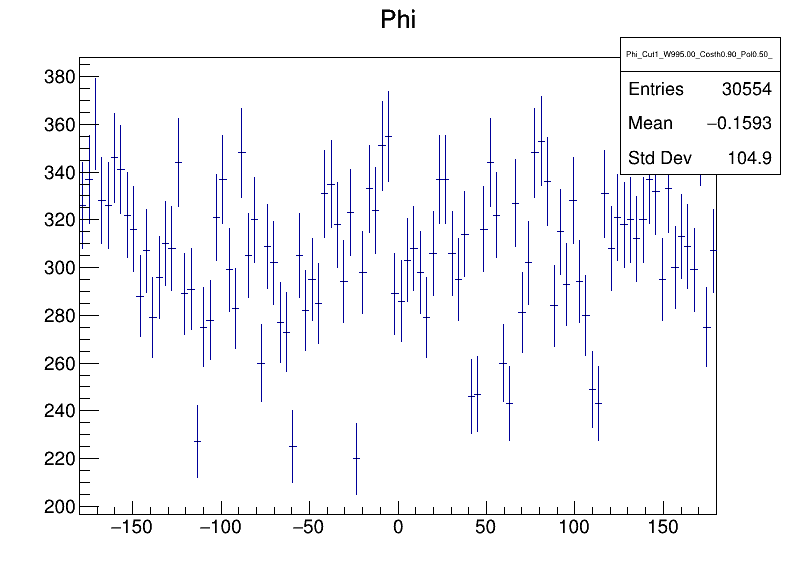 Phi
Phi_Cut1_W995.00_Costh0.90_Pol0.50_
Entries 30554
Mean −0.1593
Std Dev 104.9
380
360
340
320
300
280
260
240
220
200
−150 −100 −50 0 50 100 150